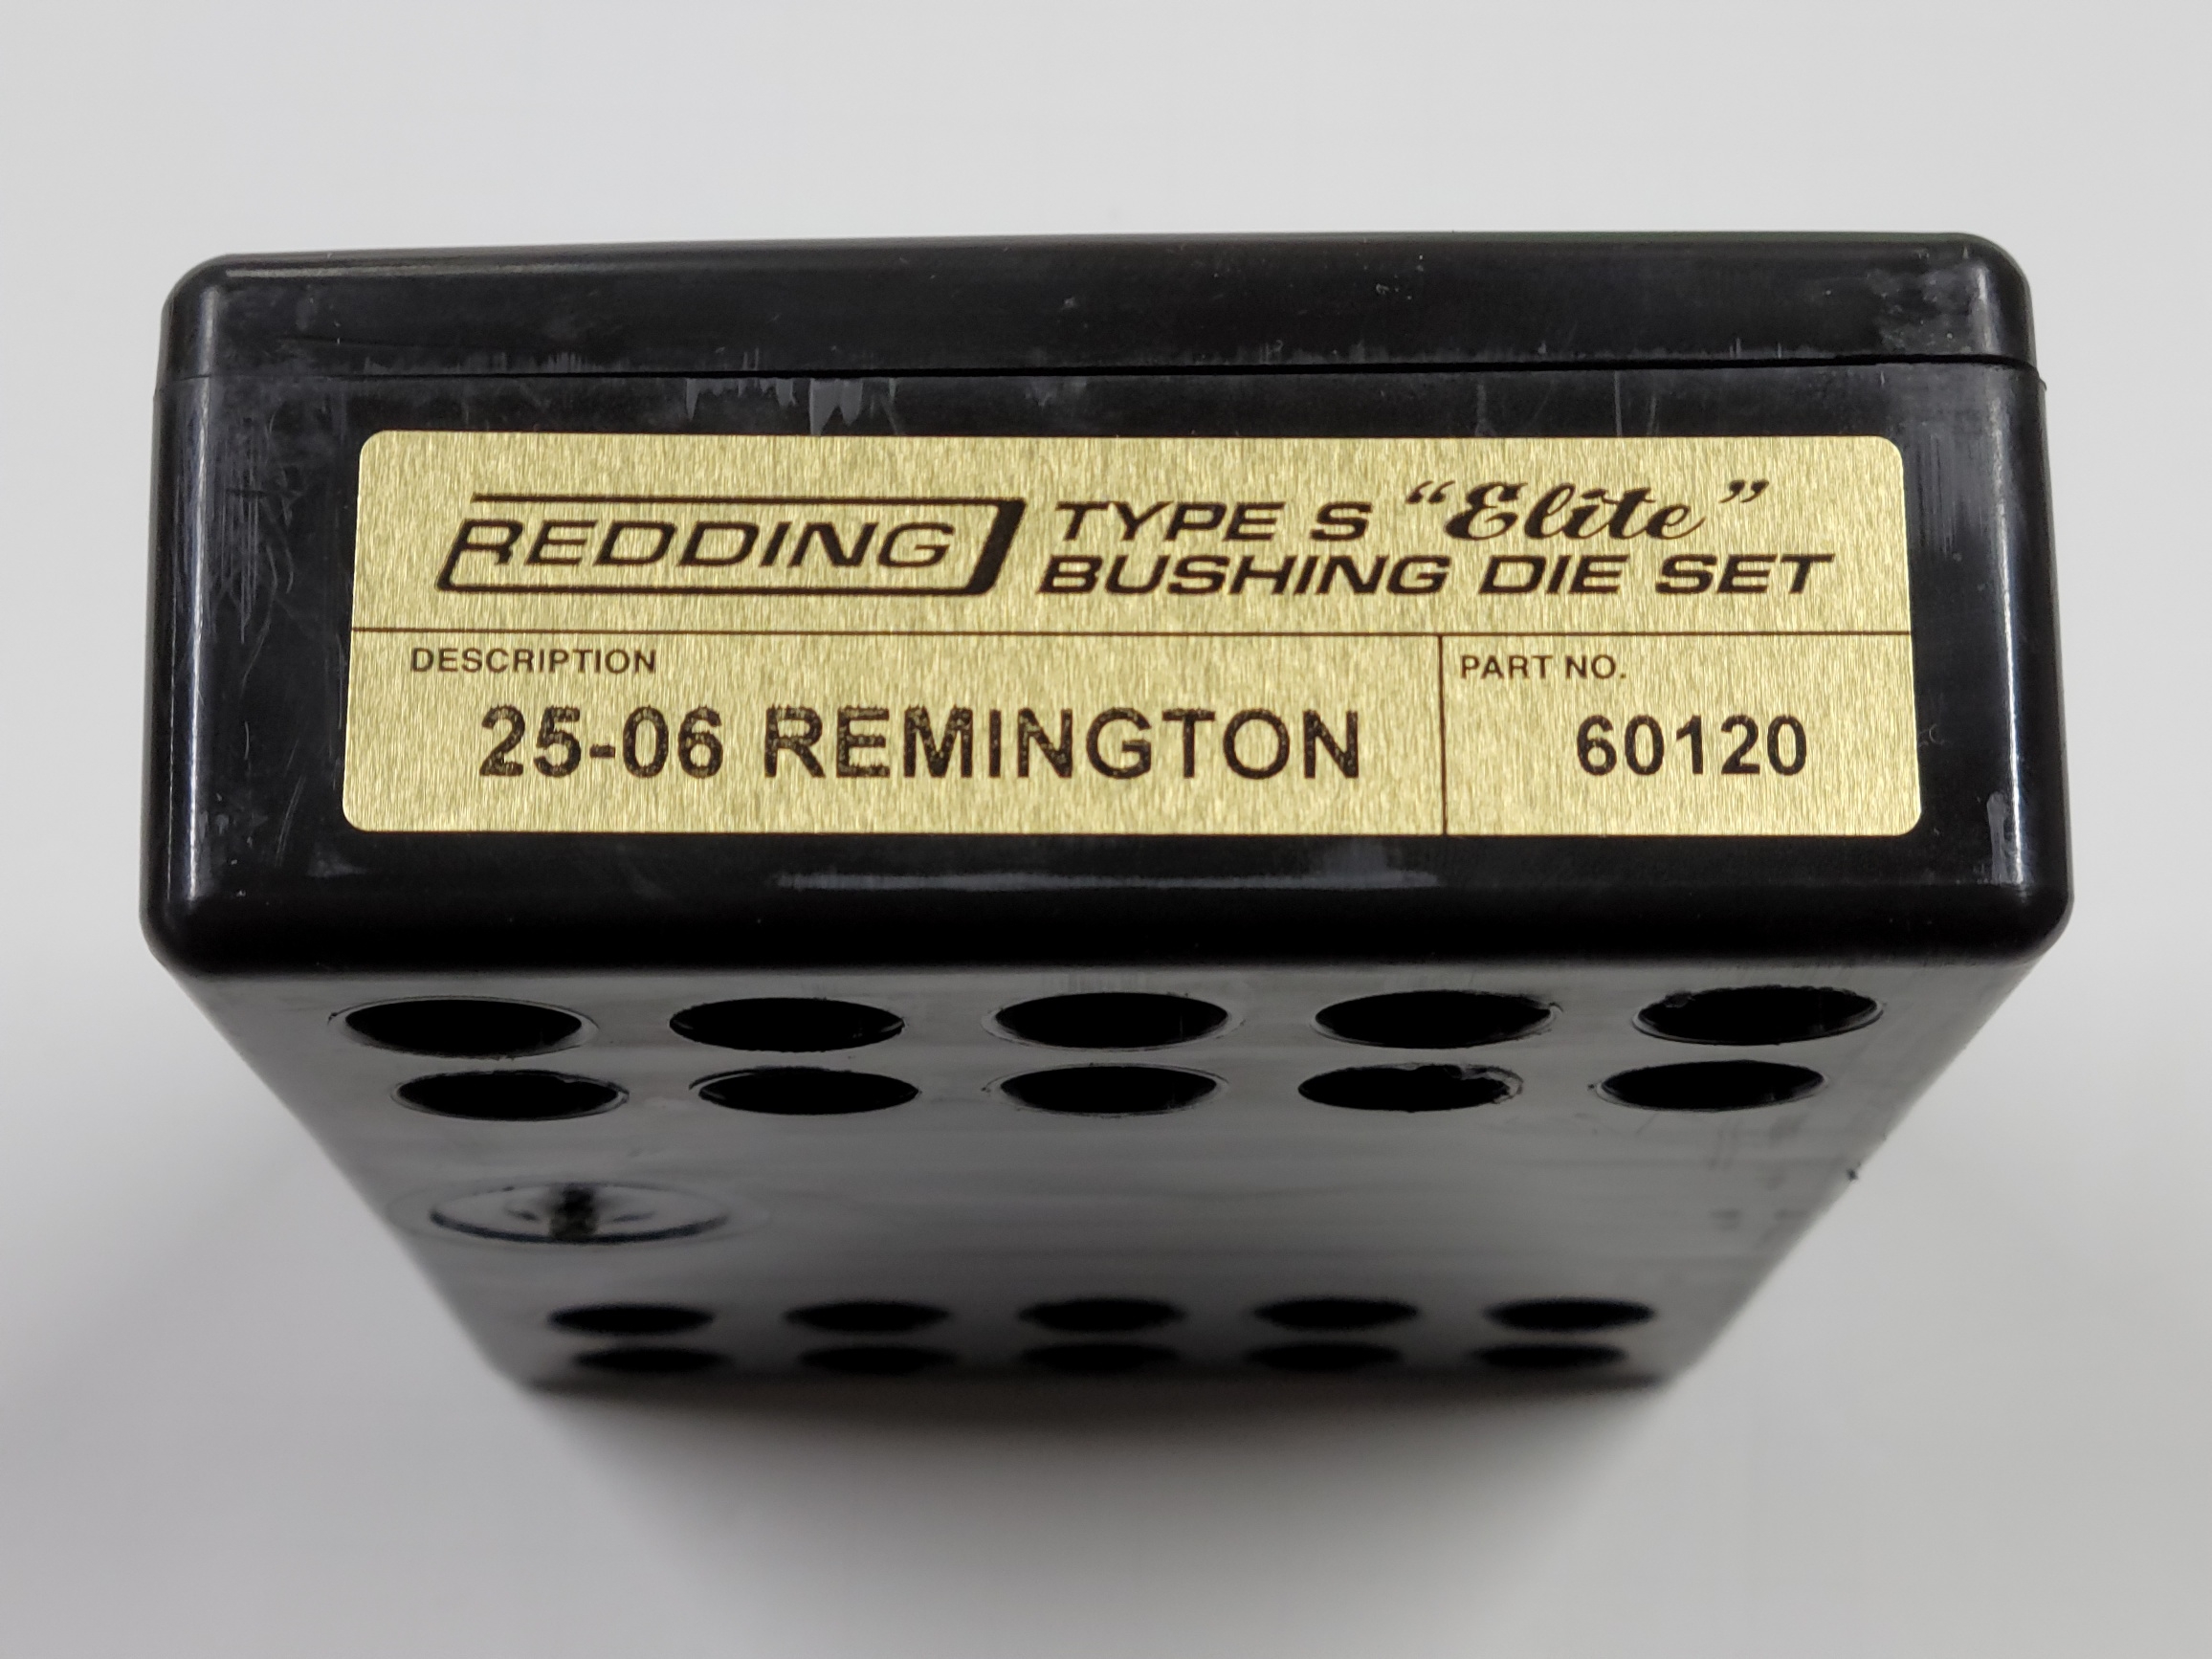 REDDING TYPE S “Elite”
BUSHING DIE SET
DESCRIPTION
25-06 REMINGTON
PART NO.
60120